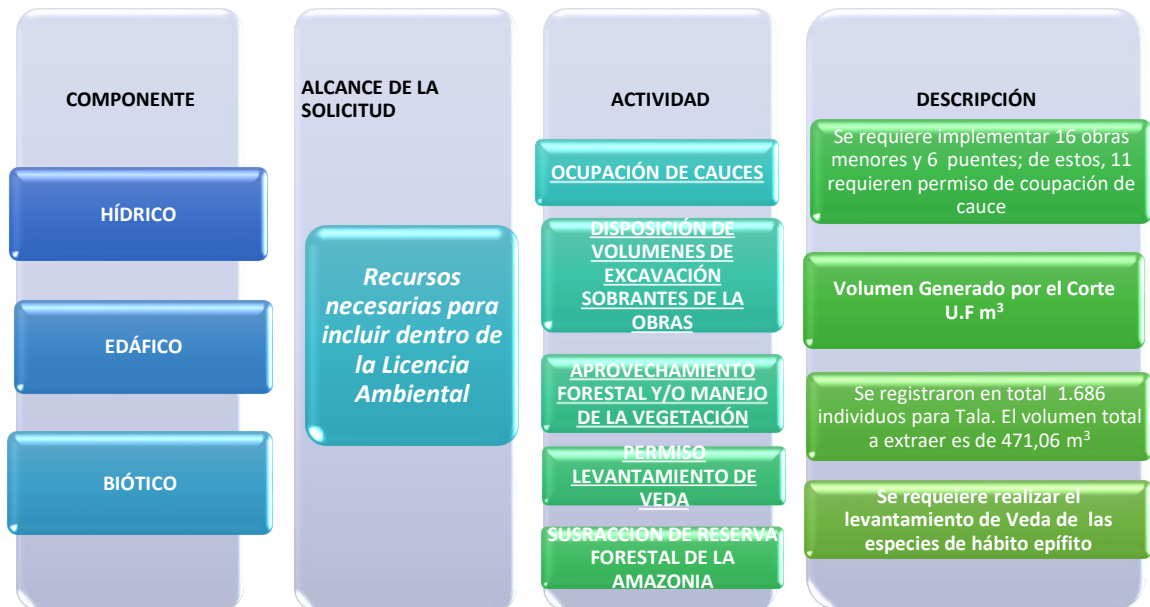 COMPONENTE
HÍDRICO
EDÁFICO
BIÓTICO
ALCANCE DE LA
SOLICITUD
Recursos
necesarias para
incluir dentro de
la Licencia
Ambiental
ACTIVIDAD
OCUPACIÓN DE CAUCES
DISPOSICIÓN DE
VOLUMENES DE
EXCAVACIÓN
SOBRANTES DE LA
OBRAS
APROVECHAMIENTO
FORESTAL Y/O MANEJO
DE LA VEGETACIÓN
PERMISO
LEVANTAMIENTO DE
VEDA
SUSRACCION DE RESERVA
FORESTAL DE LA
AMAZONIA
DESCRIPCIÓN
Se requiere implementar 16 obras
menores y 6 puentes; de estos, 11
requieren permiso de coupación de
cauce
Volumen Generado por el Corte
U.F m³
Se registraron en total 1.686
individuos para Tala. El volumen total
a extraer es de 471,06 m³
Se requeiere realizar el
levantamiento de Veda de las
especies de hábito epífito